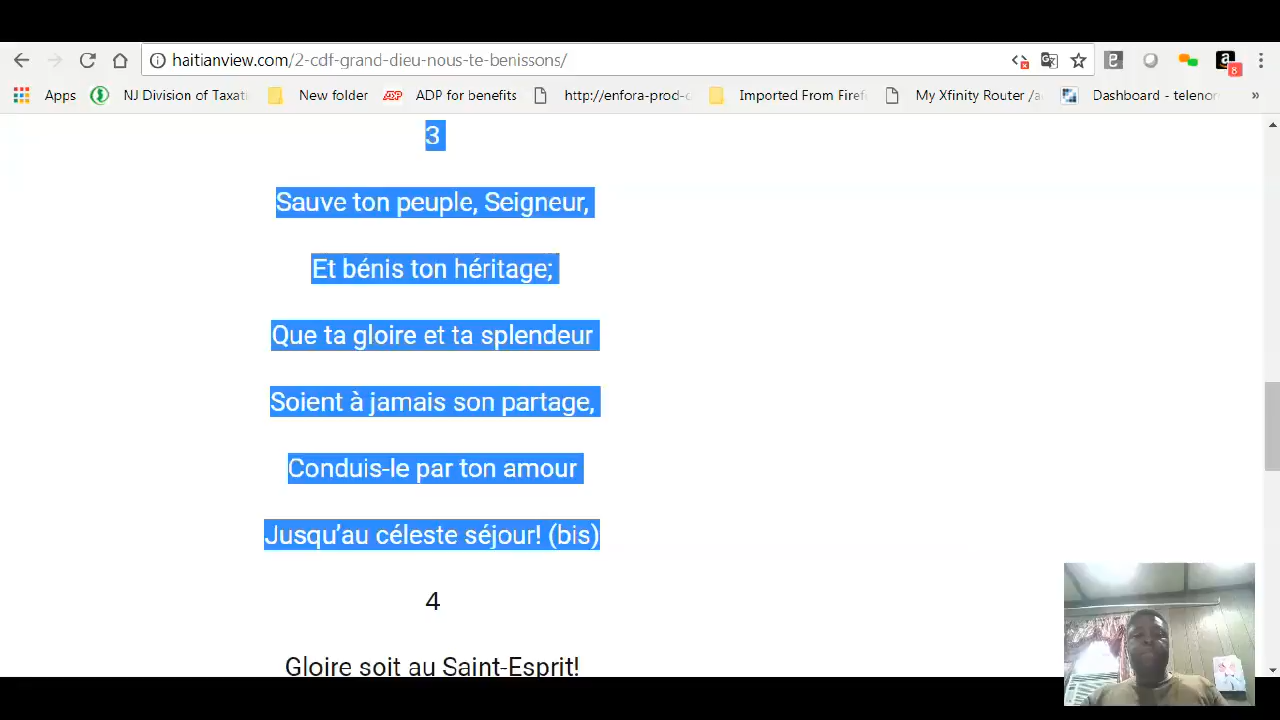 haitianview.com/2-cdf-grand-dieu-nous-te-benissons/
8
Apps NJ Division of Taxati New folder ADP ADP for benefits http://enfora-prod- Imported From Firef My Xfinity Router /a Dashboard - telenor »
3
Sauve ton peuple, Seigneur,
Et bénis ton héritage;
Que ta gloire et ta splendeur
Soient à jamais son partage,
Conduis-le par ton amour
Jusqu’au céleste séjour! (bis)
4
Gloire soit au Saint-Esprit!